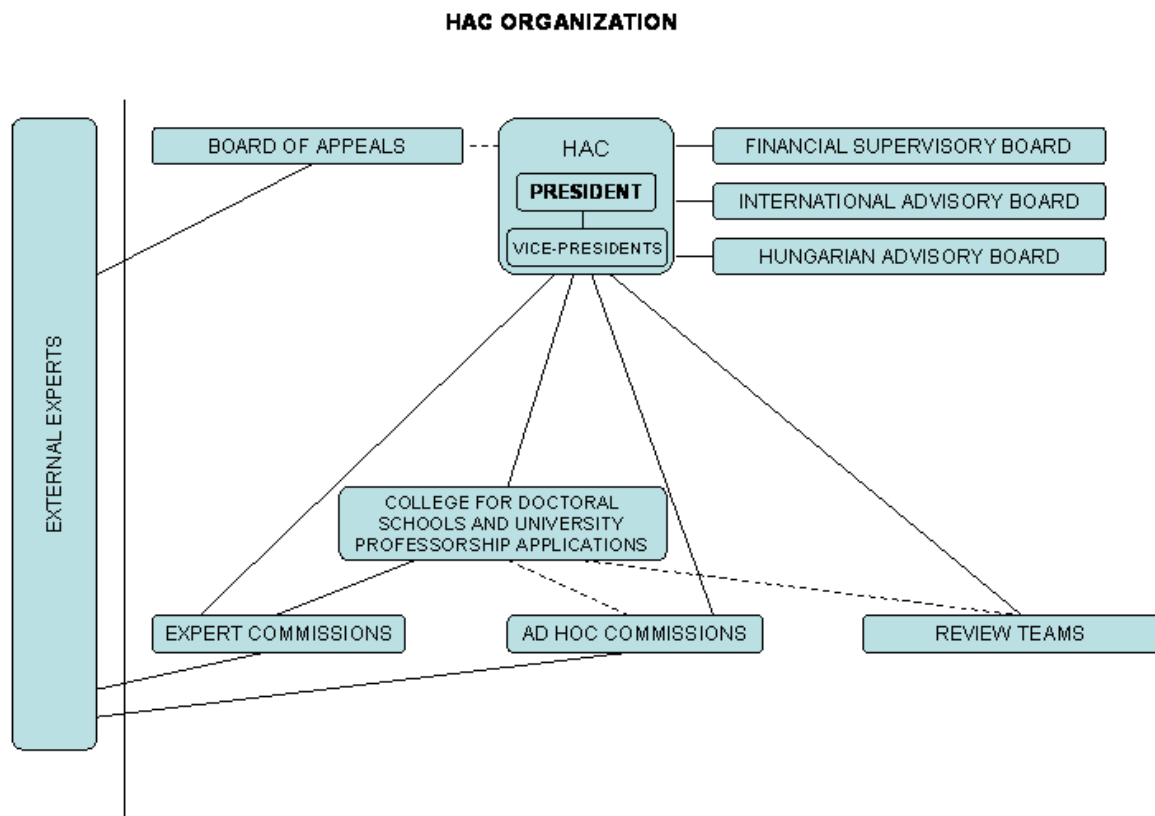 HAC ORGANIZATION
BOARD OF APPEALS
HAC
PRESIDENT
VICE-PRESIDENTS
FINANCIAL SUPERVISORY BOARD
INTERNATIONAL ADVISORY BOARD
HUNGARIAN ADVISORY BOARD
EXTERNAL EXPERTS
COLLEGE FOR DOCTORAL
SCHOOLS AND UNIVERSITY
PROFESSORSHIP APPLICATIONS
EXPERT COMMISSIONS
AD HOC COMMISSIONS
REVIEW TEAMS